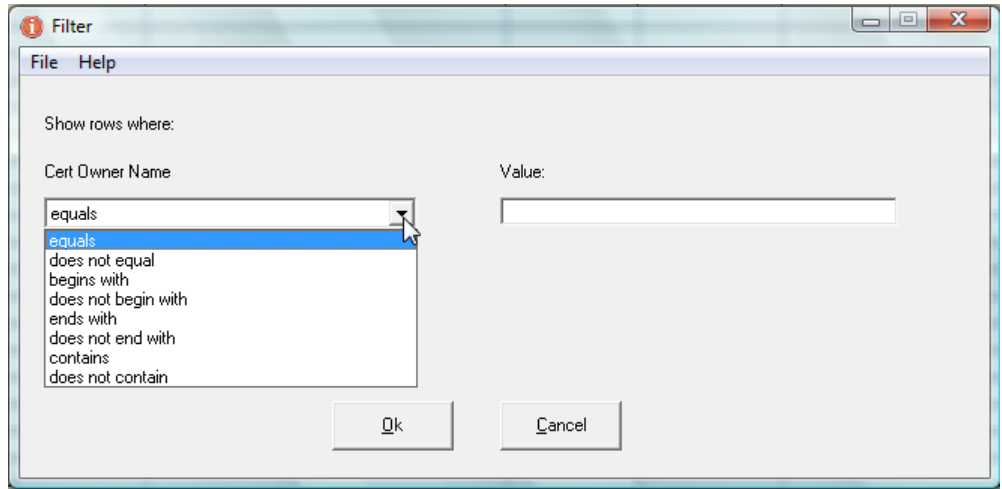 Filter
File Help
Show rows where:
Cert Owner Name Value:
equals
equals
does not equal
begins with
does not begin with
ends with
does not end with
contains
does not contain
Ok Cancel